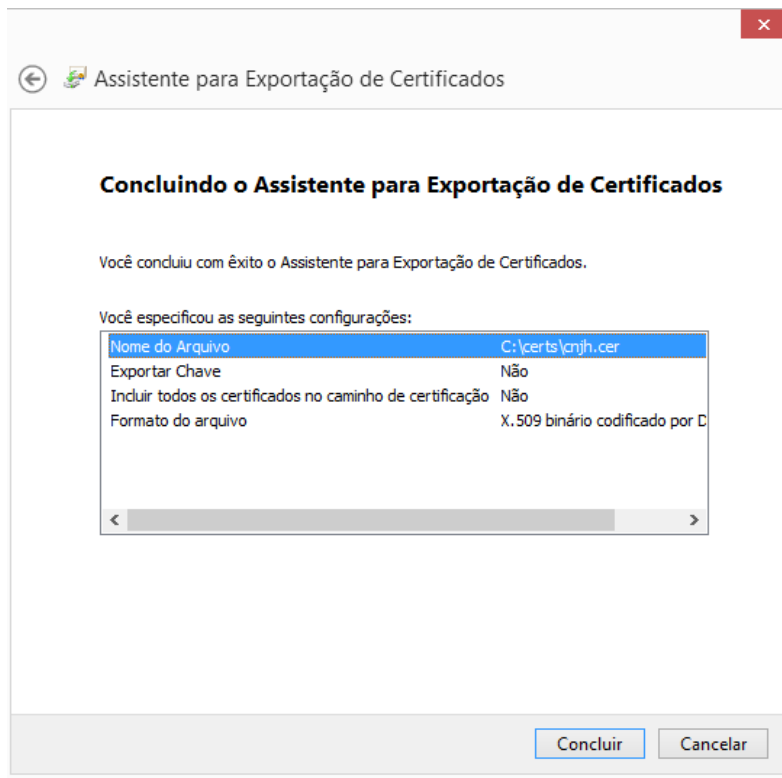 Assistente para Exportação de Certificados
Concluindo o Assistente para Exportação de Certificados
Você concluiu com êxito o Assistente para Exportação de Certificados.
Você especificou as seguintes configurações:
Nome do Arquivo C:\certs\cnjh.cer
Exportar Chave Não
Incluir todos os certificados no caminho de certificação Não
Formato do arquivo X.509 binário codificado por D
Concluir Cancelar